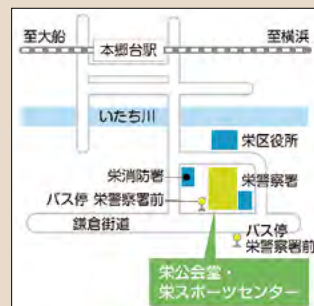 至大船
本郷台駅
至横浜
いたち川
栄区役所
栄消防署
栄警察署
バス停 栄警察署前
鎌倉街道
バス停
栄警察署前
栄公会堂・
栄スポーツセンター